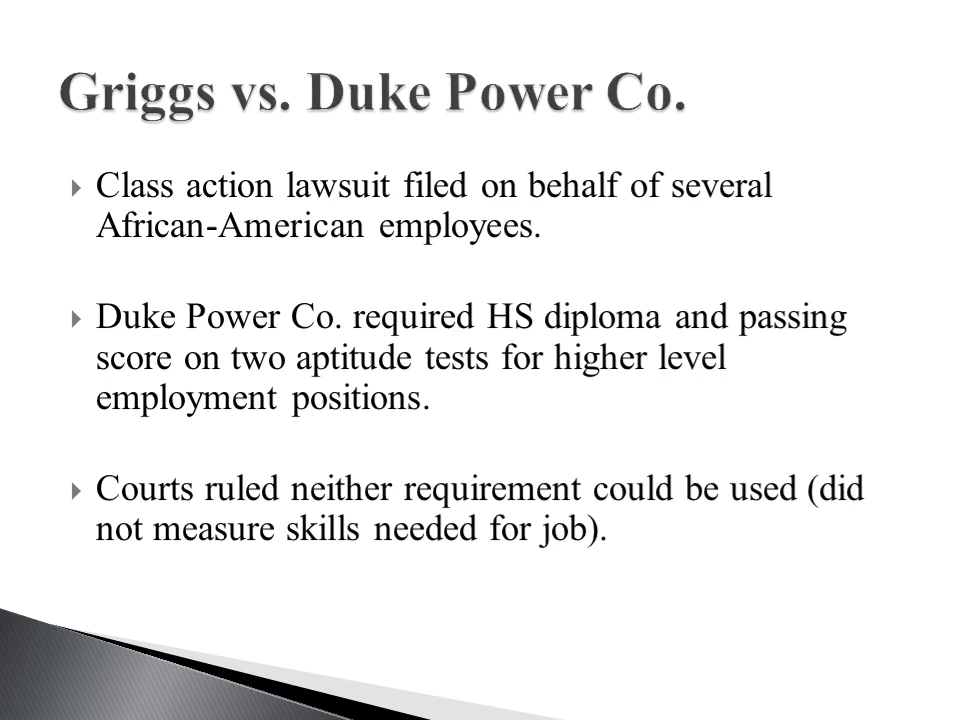 Griggs vs. Duke Power Co.
Class action lawsuit filed on behalf of several
African-American employees.
Duke Power Co. required HS diploma and passing
score on two aptitude tests for higher level
employment positions.
Courts ruled neither requirement could be used (did
not measure skills needed for job).